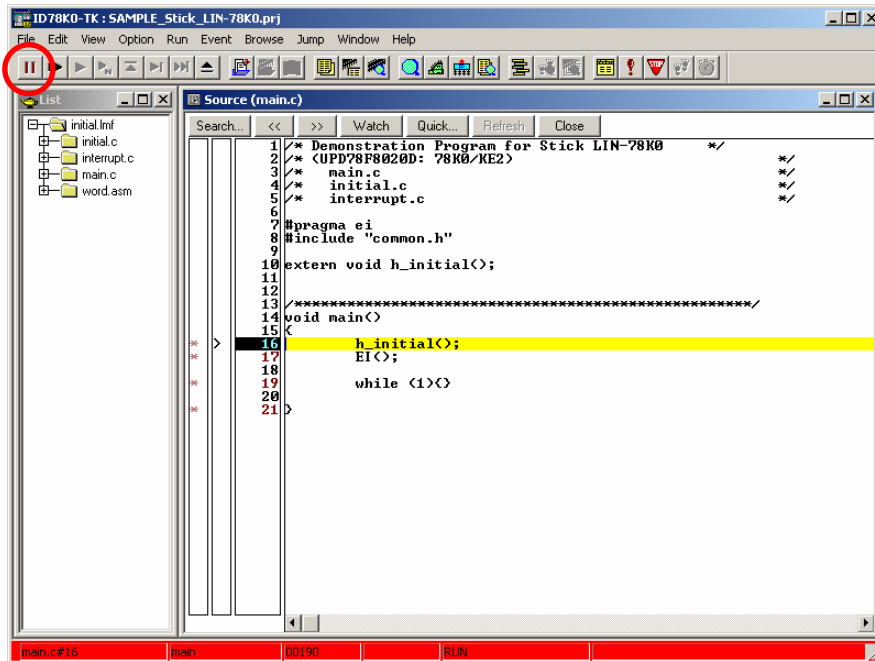 ID78K0-TK : SAMPLE_Stick_LIN-78K0.prj
File Edit View Option Run Event Browse Jump Window Help
List
initial.lmf
initial.c
interrupt.c
main.c
word.asm
Source (main.c)
Search... << >> Watch Quick... Refresh Close
1 /* Demonstration Program for Stick LIN-78K0 */
2 /* (UPD78F8020D: 78K0/KE2) */
3 /* main.c */
4 /* initial.c */
5 /* interrupt.c */
6
7 #pragma ei
8 #include "common.h"
9
10 extern void h_initial();
11
12
13 /****************************************************/
14 void main()
15 {
* > 16 h_initial();
* 17 EI();
18
* 19 while (1){}
20
* 21 }
main.c#16 main 00190 RUN